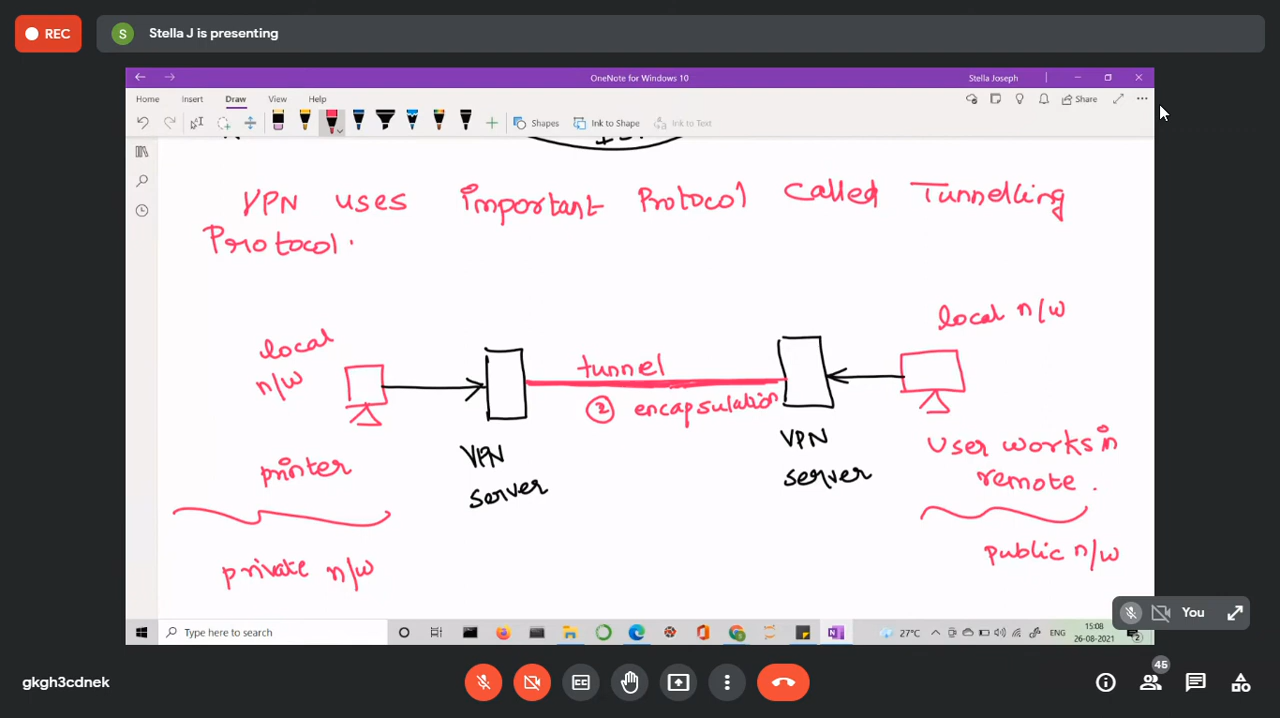 REC
S
Stella J is presenting
OneNote for Windows 10
Stella Joseph
Home Insert Draw View Help
Share
Shapes
Ink to Shape
Ink to Text
VPN uses important Protocol called Tunnelling
Protocol.
local
n/w
local n/w
tunnel
2 encapsulation
VPN
server
VPN
server
printer
User works in
remote.
private n/w
public n/w
You
Type here to search
27°C
ENG
15:08
26-08-2021
2
gkgh3cdnek
CC
45